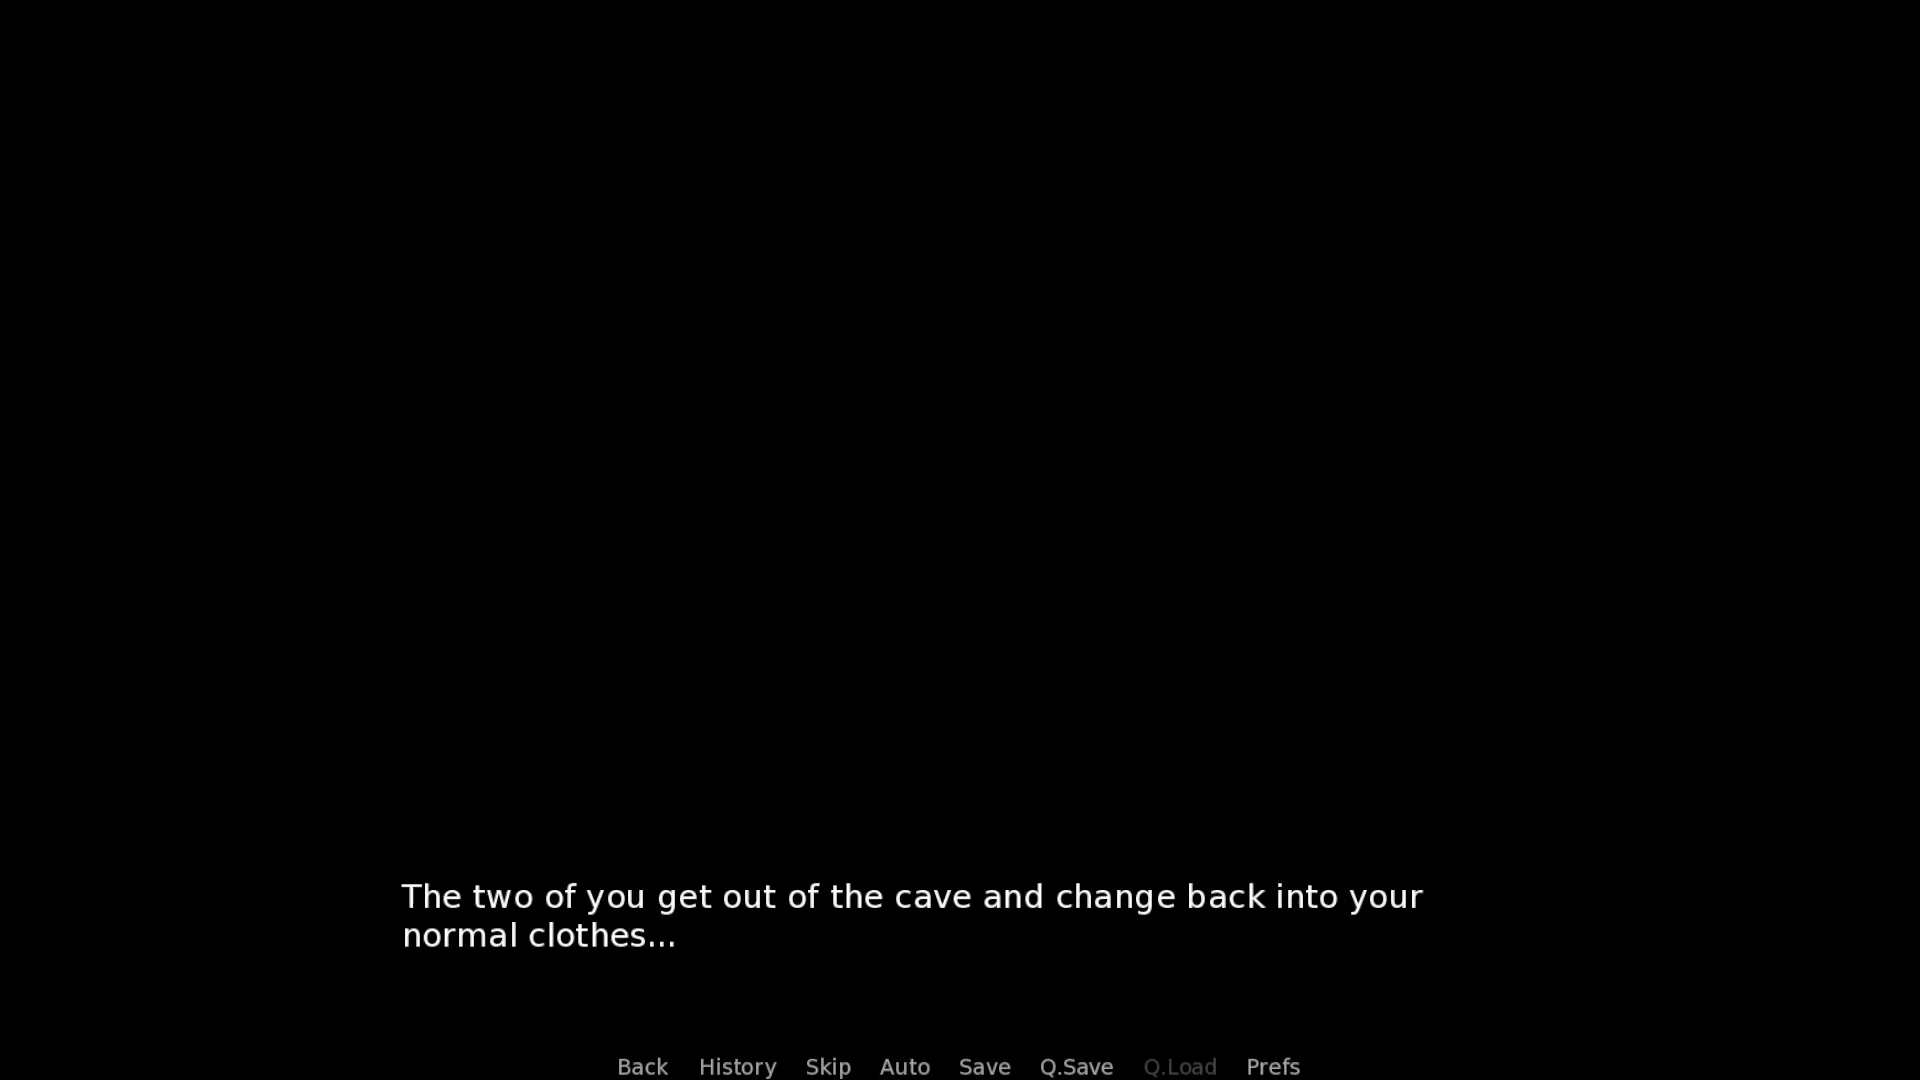 The two of you get out of the cave and change back into your
normal clothes...
Back History Skip Auto Save Q.Save Q.Load Prefs